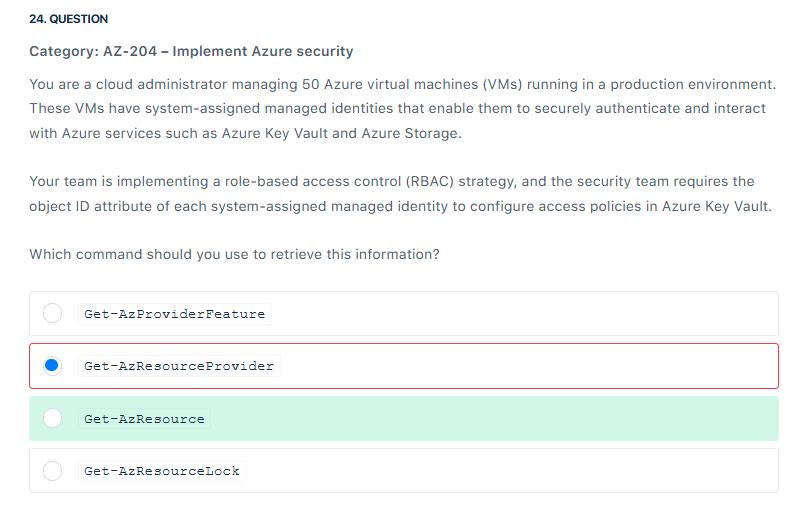 24. QUESTION
Category: AZ-204 – Implement Azure security
You are a cloud administrator managing 50 Azure virtual machines (VMs) running in a production environment.
These VMs have system-assigned managed identities that enable them to securely authenticate and interact
with Azure services such as Azure Key Vault and Azure Storage.
Your team is implementing a role-based access control (RBAC) strategy, and the security team requires the
object ID attribute of each system-assigned managed identity to configure access policies in Azure Key Vault.
Which command should you use to retrieve this information?
Get-AzProviderFeature
Get-AzResourceProvider
Get-AzResource
Get-AzResourceLock